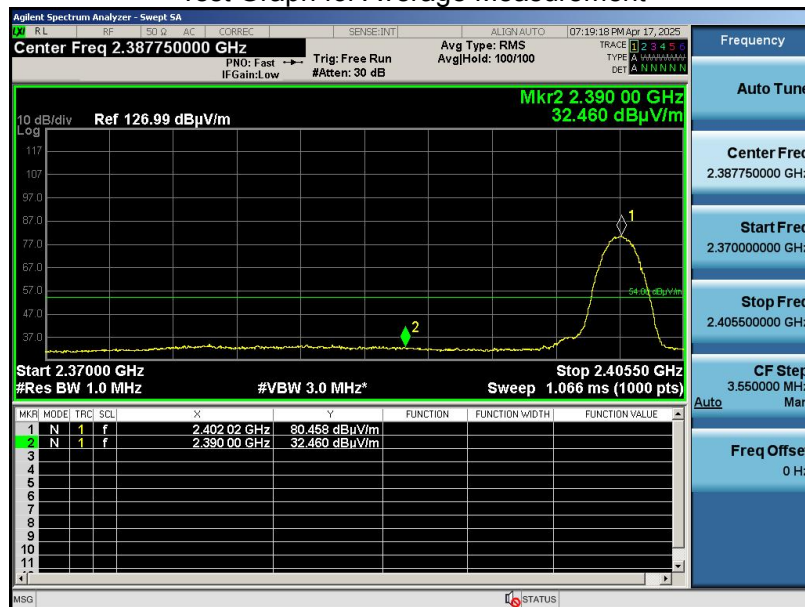 Test Graph for Average Measurement
Agilent Spectrum Analyzer - Swept SA
LXI RL RF 50 Ω AC CORREC SENSE:INT ALIGN AUTO 07:19:18 PM Apr 17, 2025
Center Freq 2.387750000 GHz
PNO: Fast
IFGain:Low
Trig: Free Run
#Atten: 30 dB
Avg Type: RMS
Avg|Hold: 100/100
TRACE 1 2 3 4 5 6
TYPE A WWWWW
DET A N N N N N
Mkr2 2.390 00 GHz
32.460 dBµV/m
10 dB/div Ref 126.99 dBµV/m
Log
117
107
97.0
87.0
77.0
67.0
57.0
47.0
37.0
1
54.00 dBµV/m
2
Start 2.37000 GHz Stop 2.40550 GHz
#Res BW 1.0 MHz #VBW 3.0 MHz* Sweep 1.066 ms (1000 pts)
MKR MODE TRC SCL X Y FUNCTION FUNCTION WIDTH FUNCTION VALUE
1 N 1 f 2.402 02 GHz 80.458 dBµV/m
2 N 1 f 2.390 00 GHz 32.460 dBµV/m
3
4
5
6
7
8
9
10
11
MSG STATUS
Frequency
Auto Tune
Center Freq
2.387750000 GHz
Start Freq
2.370000000 GHz
Stop Freq
2.405500000 GHz
CF Step
3.550000 MHz
Auto Man
Freq Offset
0 Hz